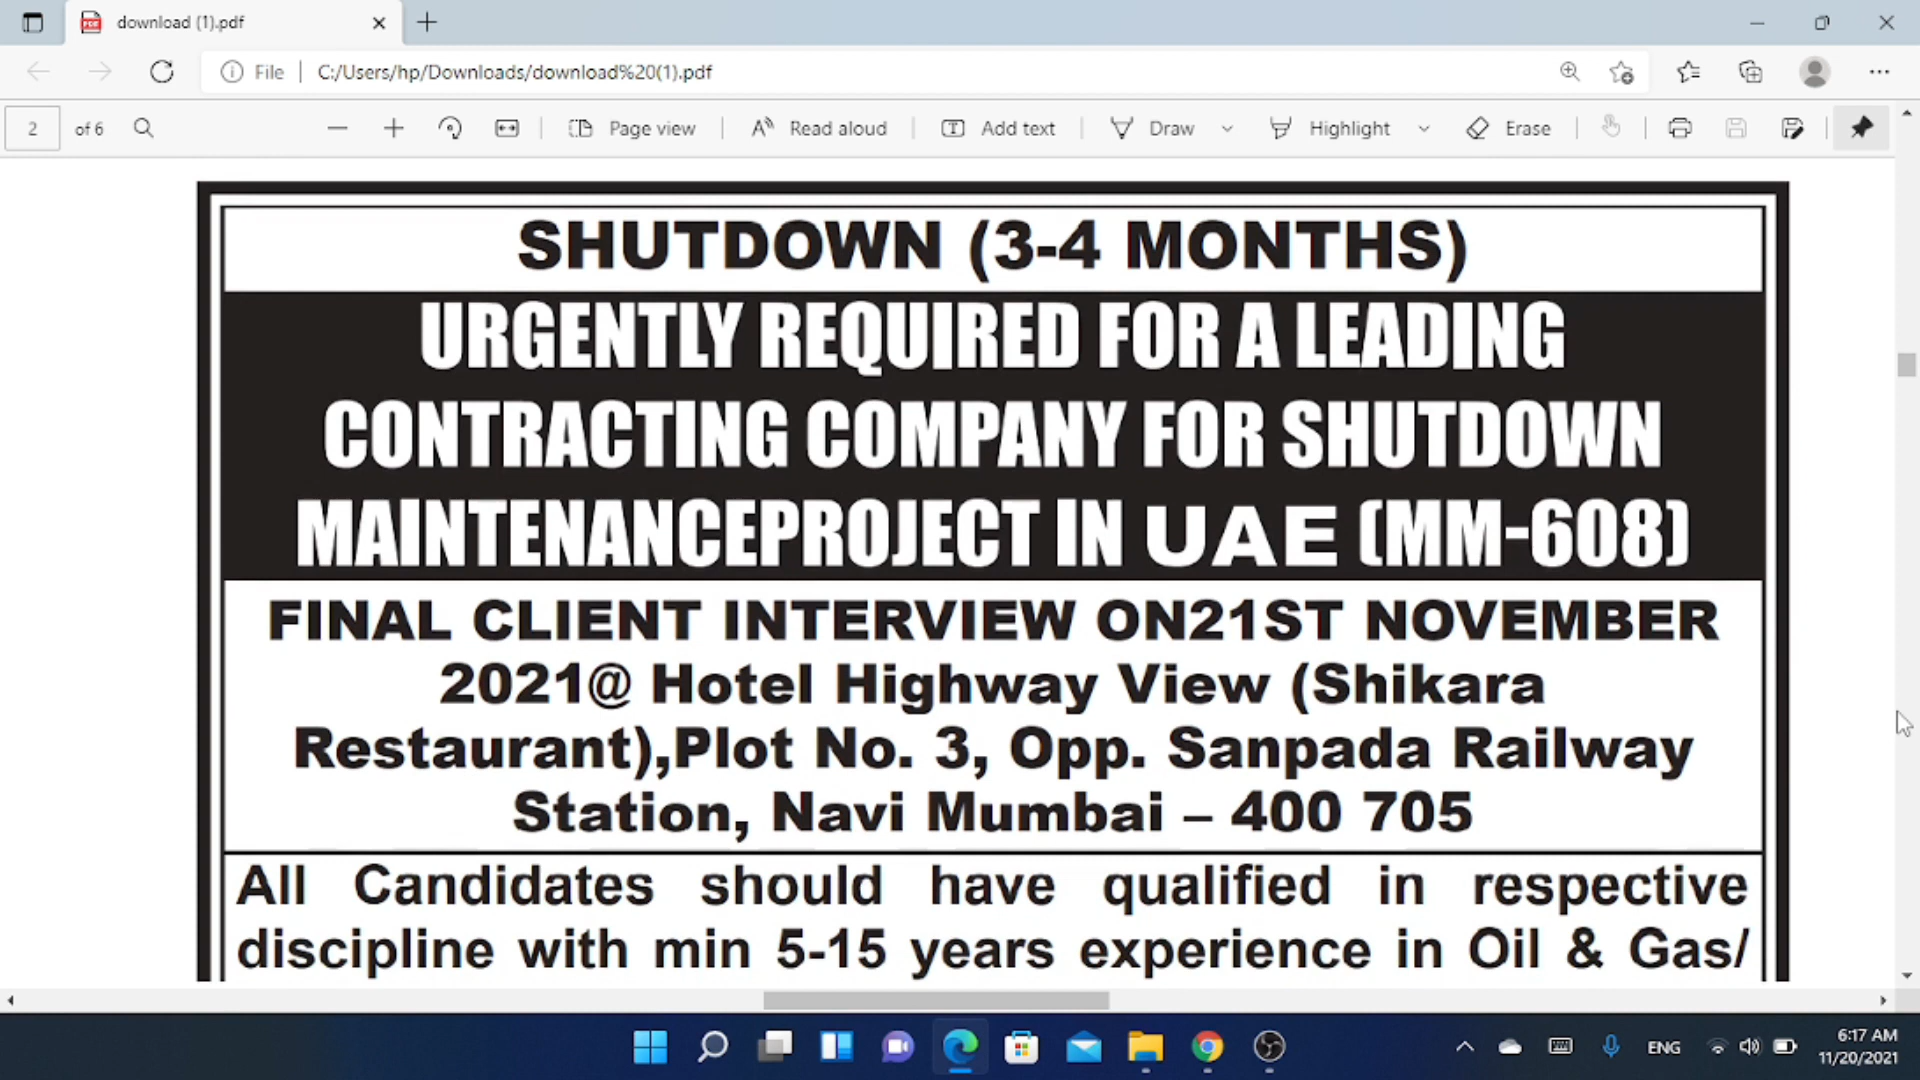 download (1).pdf
File
C:/Users/hp/Downloads/download%20(1).pdf
2 of 6
Page view
Read aloud
Add text
Draw
Highlight
Erase
SHUTDOWN (3-4 MONTHS)
URGENTLY REQUIRED FOR A LEADING
CONTRACTING COMPANY FOR SHUTDOWN
MAINTENANCEPROJECT IN UAE (MM-608)
FINAL CLIENT INTERVIEW ON21ST NOVEMBER
2021@ Hotel Highway View (Shikara
Restaurant),Plot No. 3, Opp. Sanpada Railway
Station, Navi Mumbai – 400 705
All Candidates should have qualified in respective
discipline with min 5-15 years experience in Oil & Gas/
ENG
6:17 AM
11/20/2021